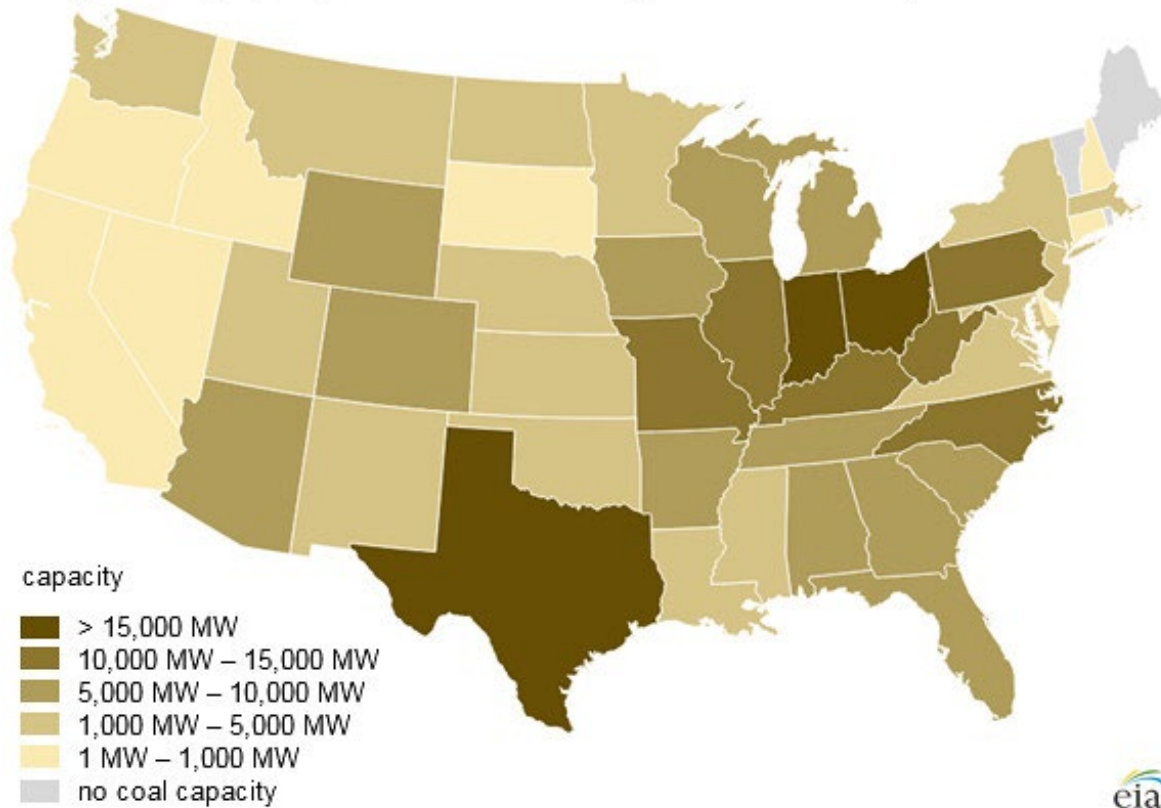 capacity
> 15,000 MW
10,000 MW – 15,000 MW
5,000 MW – 10,000 MW
1,000 MW – 5,000 MW
1 MW – 1,000 MW
no coal capacity
eia